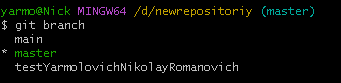 yarmo@Nick MINGW64 /d/newrepositoriy (master)
$ git branch
  main
* master
  testYarmolovichNikolayRomanovich